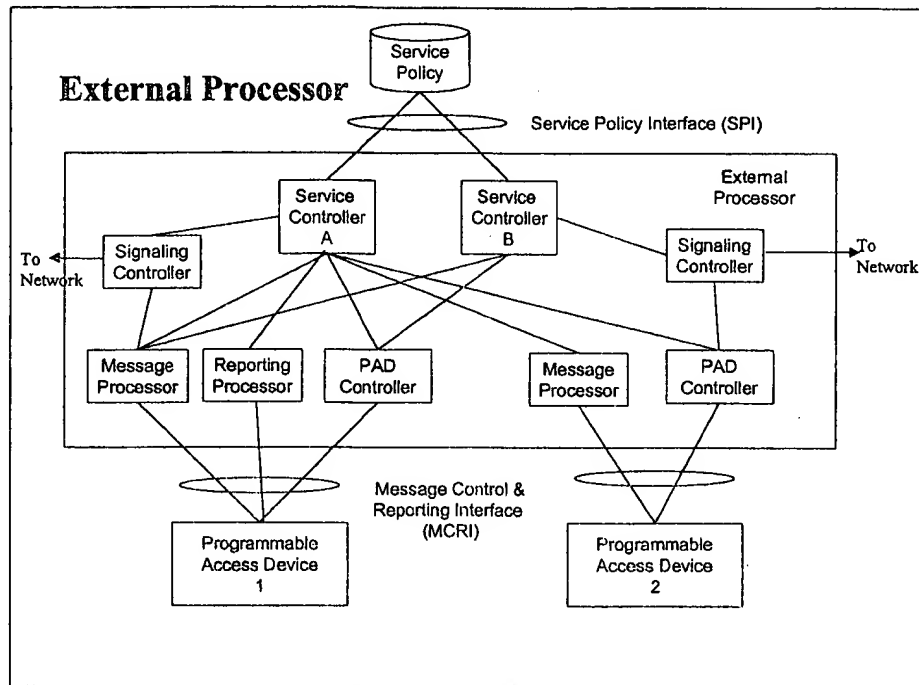 Service
Policy
External Processor
Service Policy Interface (SPI)
External
Processor
Service
Controller
A
Service
Controller
B
Signaling
Controller
Signaling
Controller
To
Network
To
Network
Message
Processor
Reporting
Processor
PAD
Controller
Message
Processor
PAD
Controller
Message Control &
Reporting Interface
(MCRI)
Programmable
Access Device
1
Programmable
Access Device
2